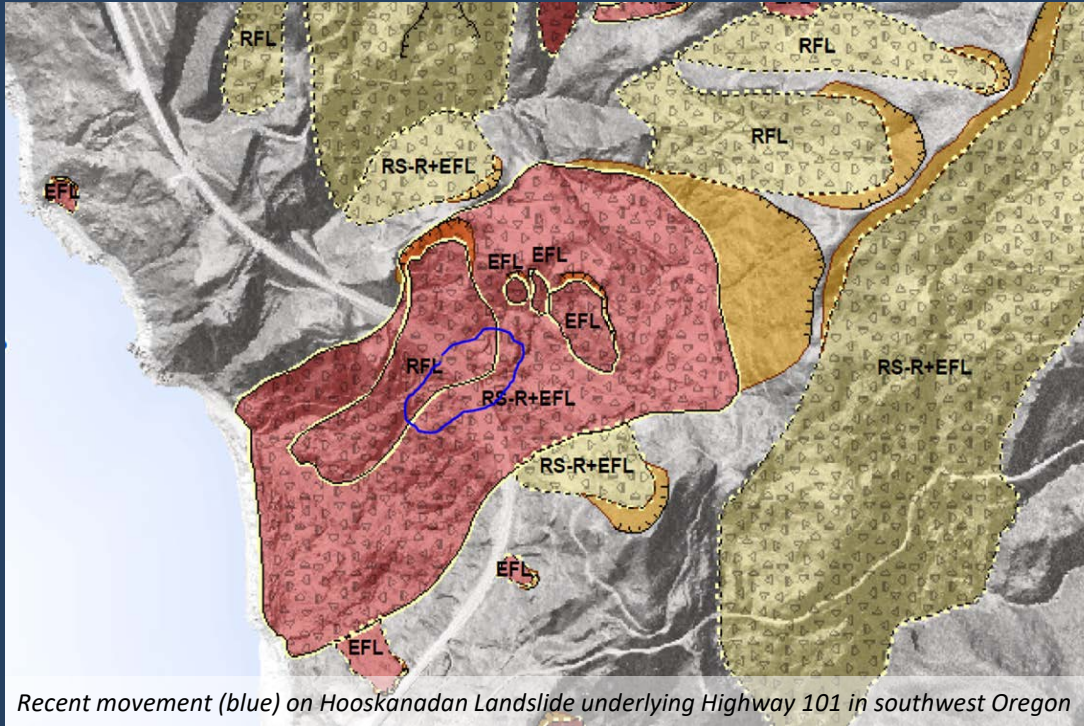 RFL
RFL
RFL
RS-R+EFL
EFL
EFL
EFL
EFL
RFL
RS-R+EFL
RS-R+EFL
RS-R+EFL
EFL
EFL
Recent movement (blue) on Hooskanadan Landslide underlying Highway 101 in southwest Oregon